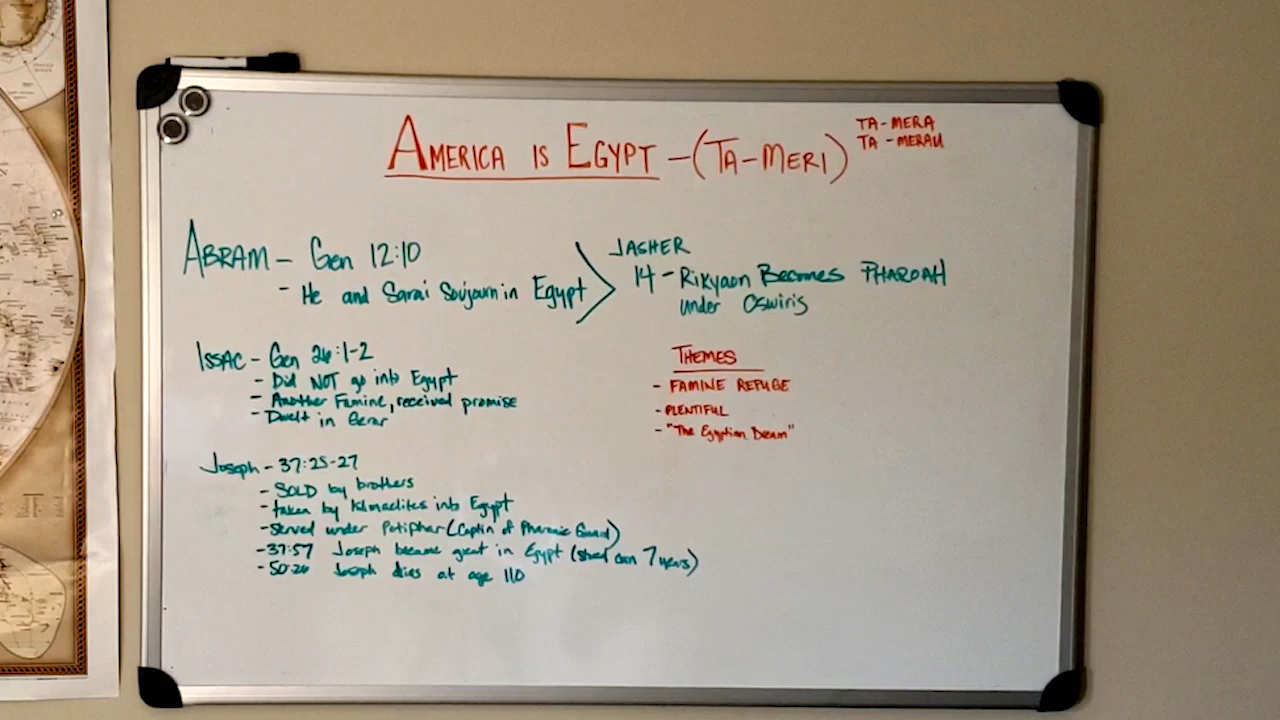 AMERICA IS EGYPT - (TA-MERI)
TA-MERA
TA-MERAU
ABRAM - Gen 12:10
- He and Sarai Soujourn in Egypt
JASHER
14 - Rikyaon Becomes PHAROAH
under Oswiris
ISSAC - Gen 26:1-2
- Did NOT go into Egypt
- Another Famine, received promise
- Dwelt in Gerar
THEMES
- FAMINE REFUGE
- PLENTIFUL
- "The Egyptian Dream"
Joseph - 37:25-27
- SOLD by brothers
- taken by Ishmaelites into Egypt
- served under Potiphar (Captin of Pharaonic Guard)
- 37:57 Joseph became great in Egypt (stored corn 7 years)
- 50:26 Joseph dies at age 110